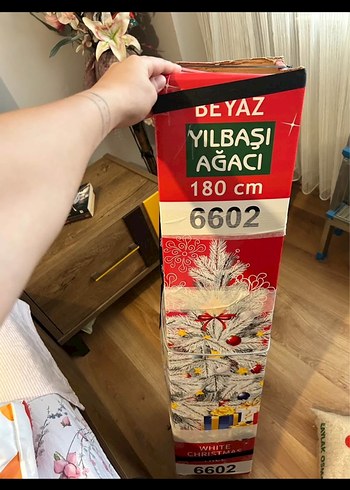 BEYAZ
YILBAŞI
AĞACI
180 cm
6602
WHITE
CHRISTMAS
6602